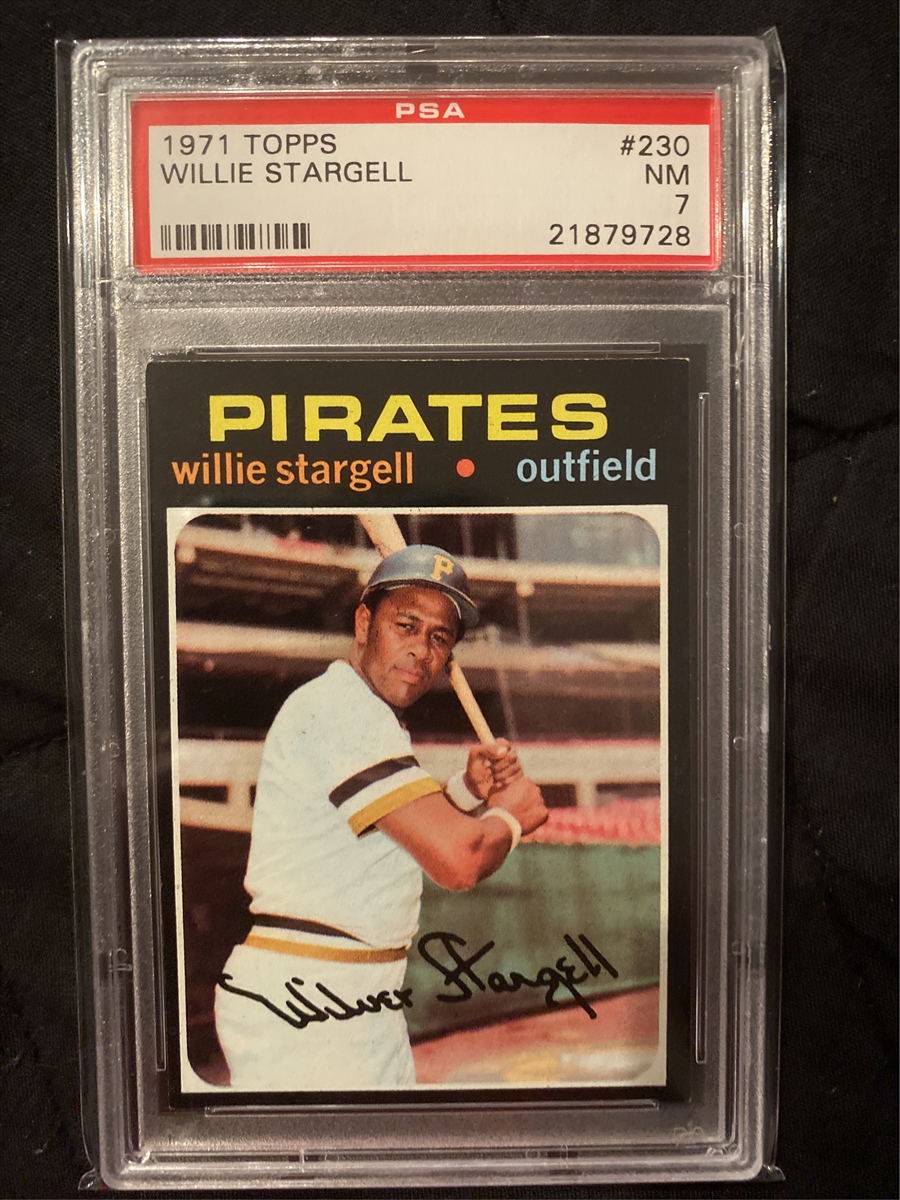 PSA
1971 TOPPS #230
WILLIE STARGELL NM
7
21879728
PIRATES
willie stargell • outfield
P
Wilver Stargell